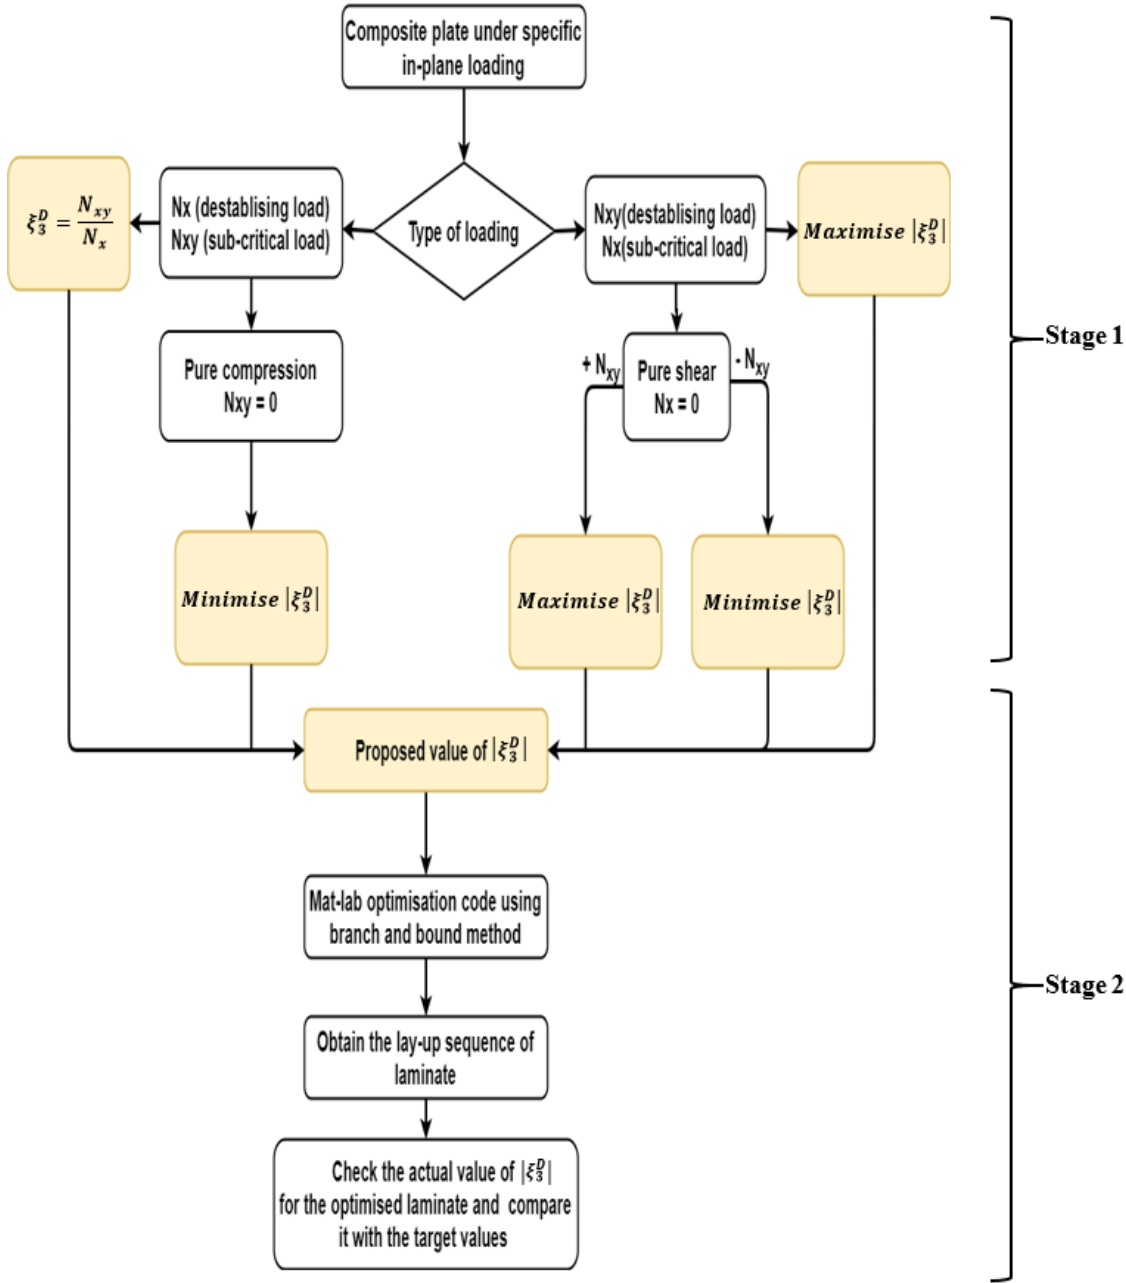 Composite plate under specific
in-plane loading
Type of loading
Nx (destablising load)
Nxy (sub-critical load)
ξ₃ᴰ = N_xy / N_x
Nxy(destablising load)
Nx(sub-critical load)
Maximise |ξ₃ᴰ|
Pure compression
Nxy = 0
+ N_xy
Pure shear
Nx = 0
- N_xy
Minimise |ξ₃ᴰ|
Maximise |ξ₃ᴰ|
Minimise |ξ₃ᴰ|
Stage 1
Proposed value of |ξ₃ᴰ|
Mat-lab optimisation code using
branch and bound method
Obtain the lay-up sequence of
laminate
Check the actual value of |ξ₃ᴰ|
for the optimised laminate and compare
it with the target values
Stage 2